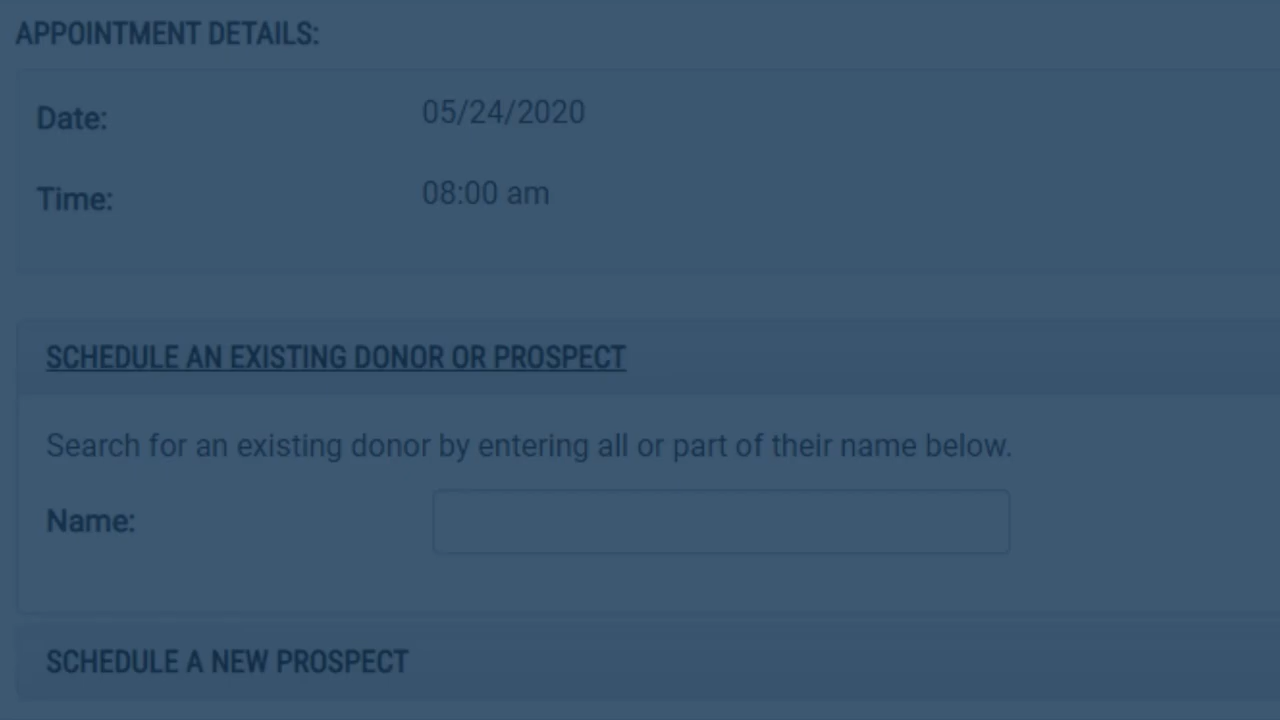 APPOINTMENT DETAILS:
Date: 05/24/2020
Time: 08:00 am
SCHEDULE AN EXISTING DONOR OR PROSPECT
Search for an existing donor by entering all or part of their name below.
Name:
SCHEDULE A NEW PROSPECT